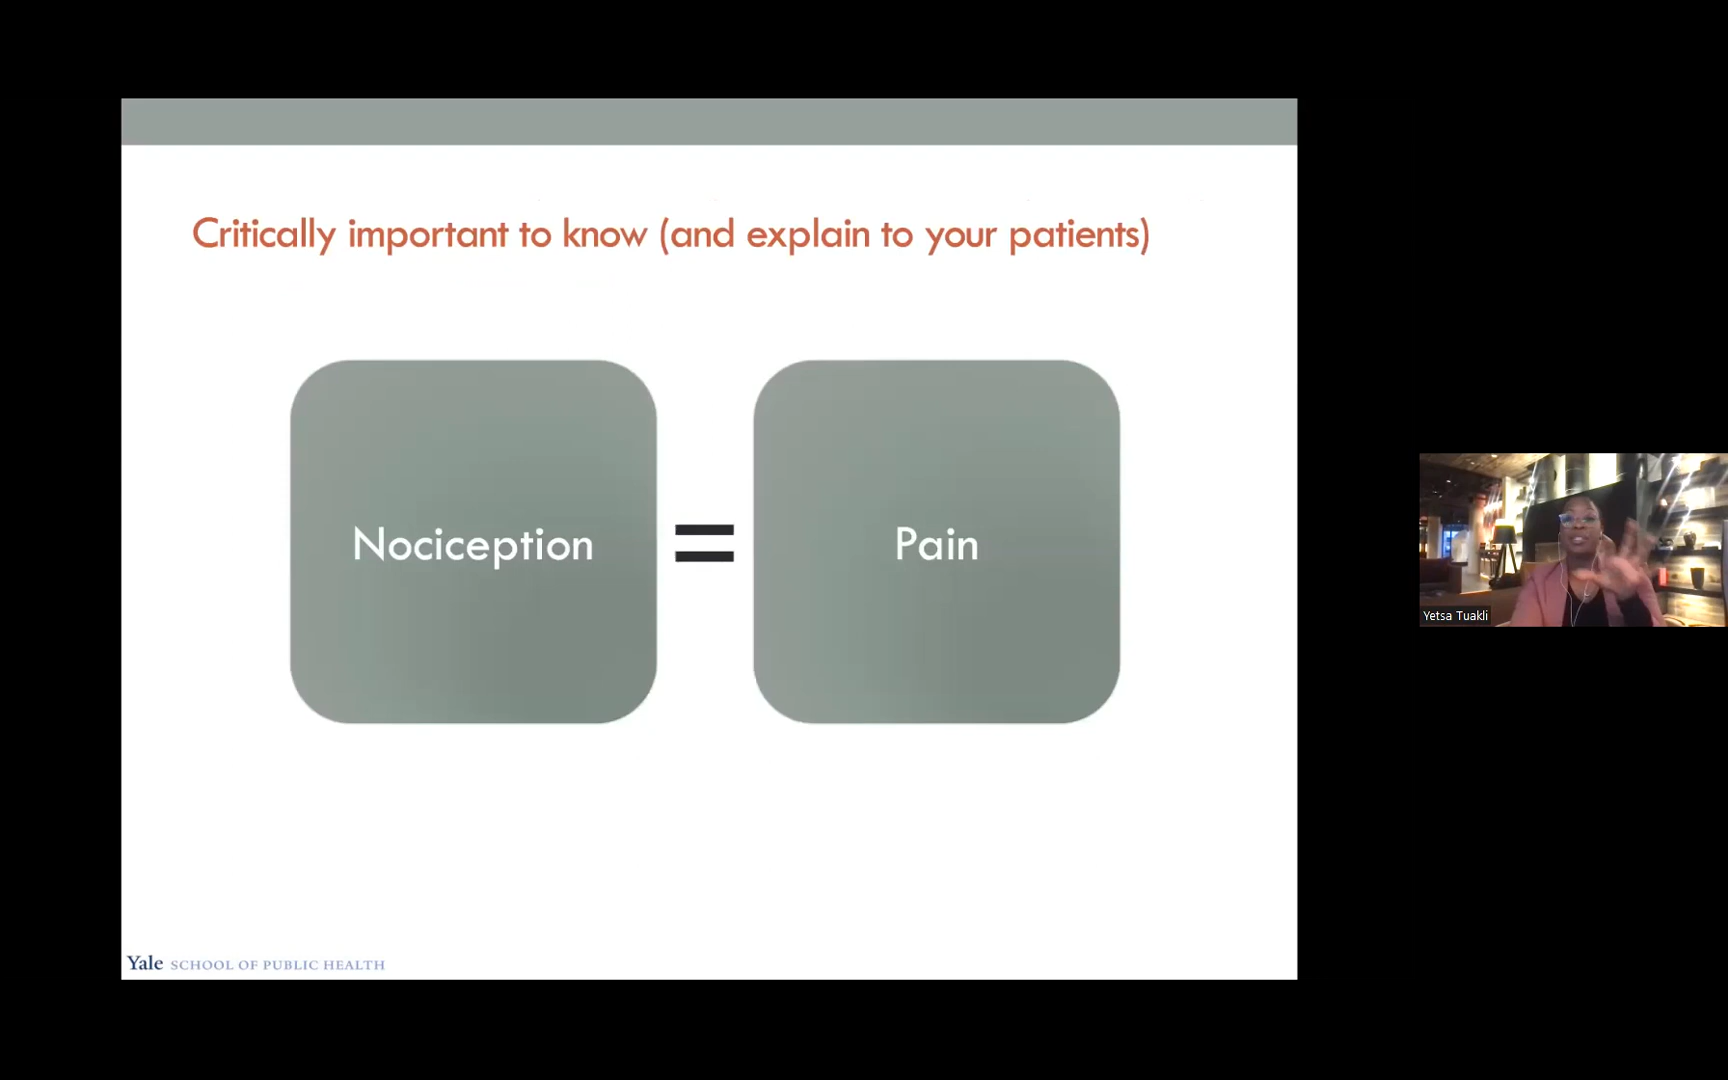 Critically important to know (and explain to your patients)
Nociception = Pain
Yetsa Tuakli
Yale SCHOOL OF PUBLIC HEALTH